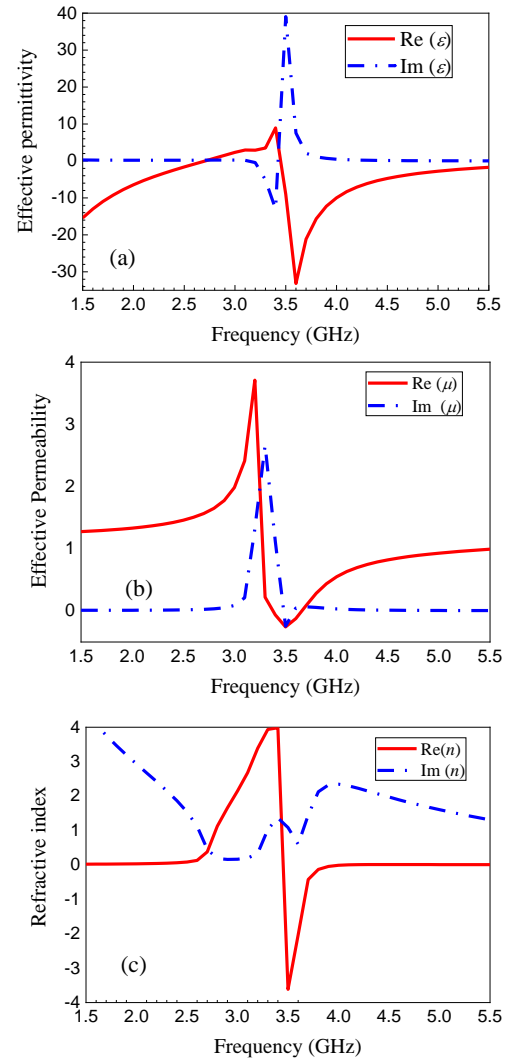 Effective permittivity
40
30
20
10
0
-10
-20
-30
Re (ε)
Im (ε)
(a)
1.5 2.0 2.5 3.0 3.5 4.0 4.5 5.0 5.5
Frequency (GHz)
Effective Permeability
4
3
2
1
0
Re (μ)
Im (μ)
(b)
1.5 2.0 2.5 3.0 3.5 4.0 4.5 5.0 5.5
Frequency (GHz)
Refractive index
4
3
2
1
0
-1
-2
-3
-4
Re(n)
Im (n)
(c)
1.5 2.0 2.5 3.0 3.5 4.0 4.5 5.0 5.5
Frequency (GHz)